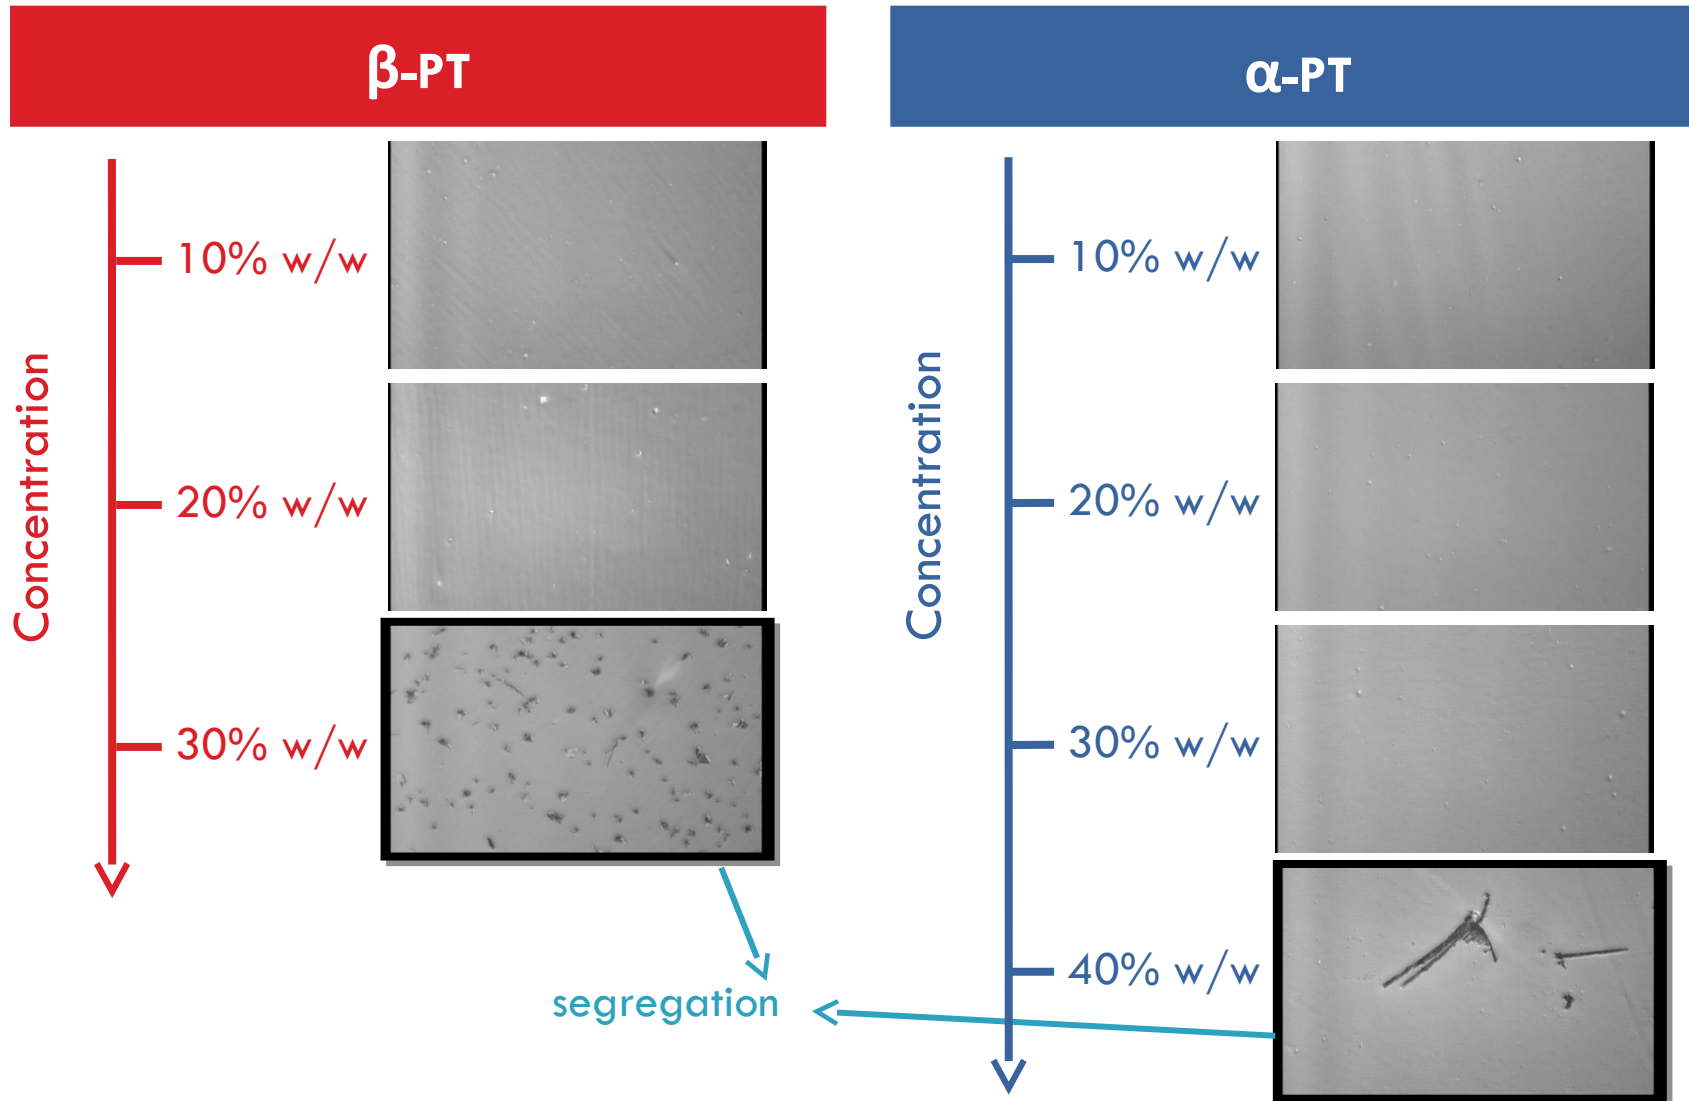 β-PT
Concentration
10% w/w
20% w/w
30% w/w
α-PT
Concentration
10% w/w
20% w/w
30% w/w
40% w/w
segregation